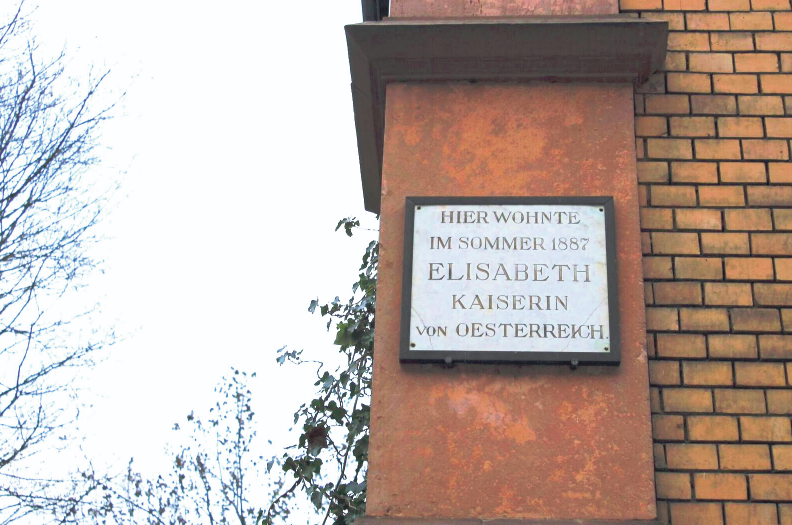 HIER WOHNTE
IM SOMMER 1887
ELISABETH
KAISERIN
VON OESTERREICH.